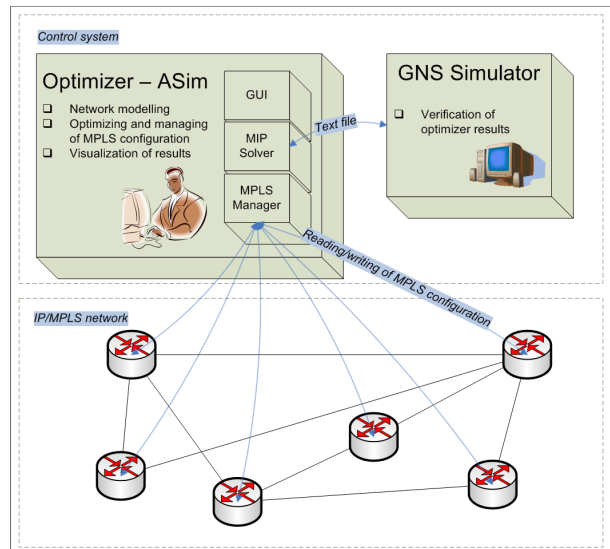 Control system
Optimizer – ASim
❑ Network modelling
❑ Optimizing and managing
of MPLS configuration
❑ Visualization of results
GUI
MIP
Solver
MPLS
Manager
Text file
GNS Simulator
❑ Verification of
optimizer results
Reading/writing of MPLS configuration
IP/MPLS network